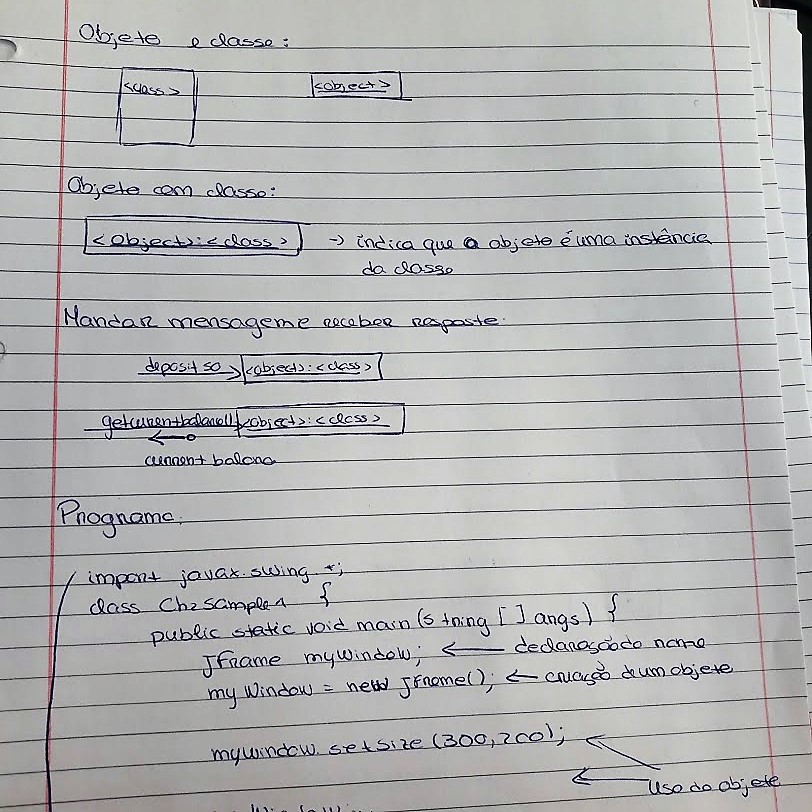 Objeto e classe:
<class> <object>
Objeto com classe:
<object>:<class> → indica que o objeto é uma instância
da classe
Mandar mensagem e receber resposta:
deposit 50 → <object>:<class>
getcurrentbalance() <object>:<class>
←
current balance
Programa:
import javax.swing *;
class Ch2Sample1 {
public static void main(String [] args) {
JFrame myWindow; ← declaração do nome
myWindow = new JFrame(); ← criação de um objeto
myWindow.setSize (300,200);
← Uso do objeto